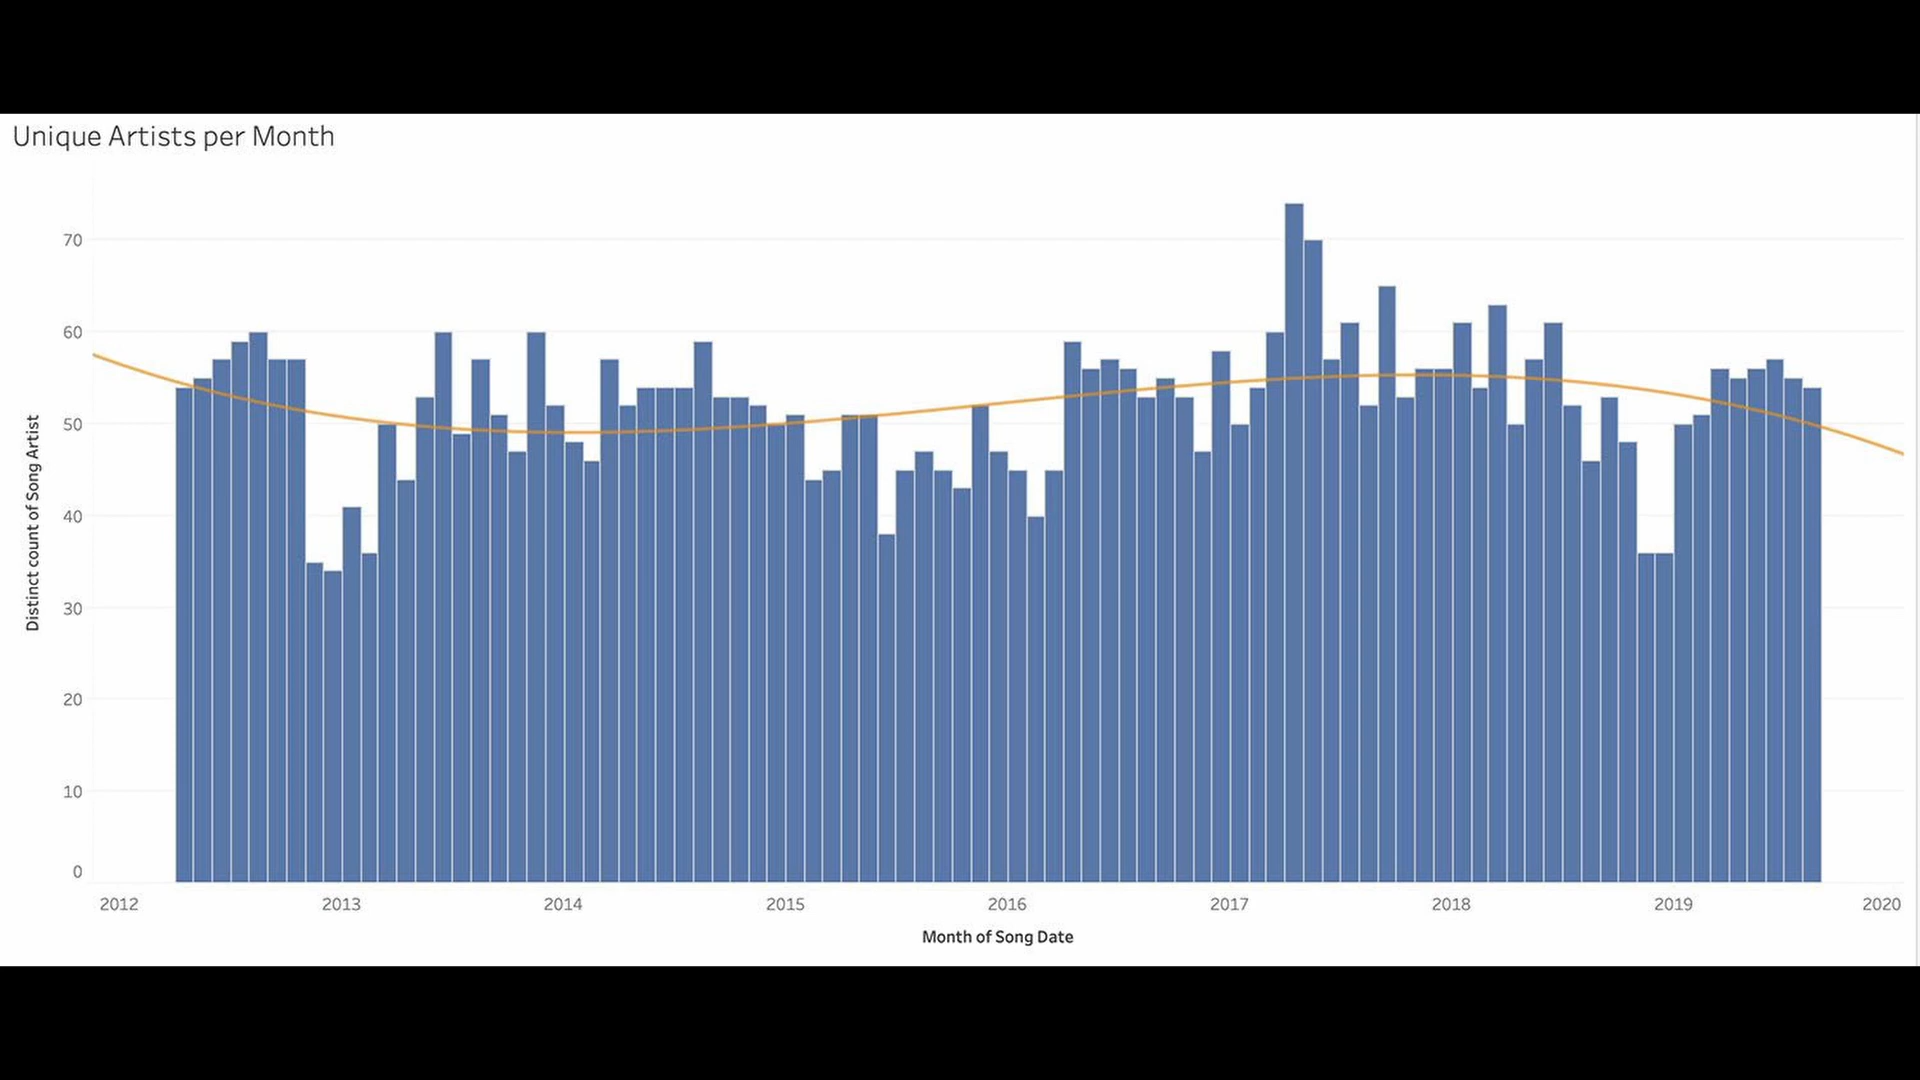 Unique Artists per Month
70
60
50
40
30
20
10
0
Distinct count of Song Artist
2012 2013 2014 2015 2016 2017 2018 2019 2020
Month of Song Date